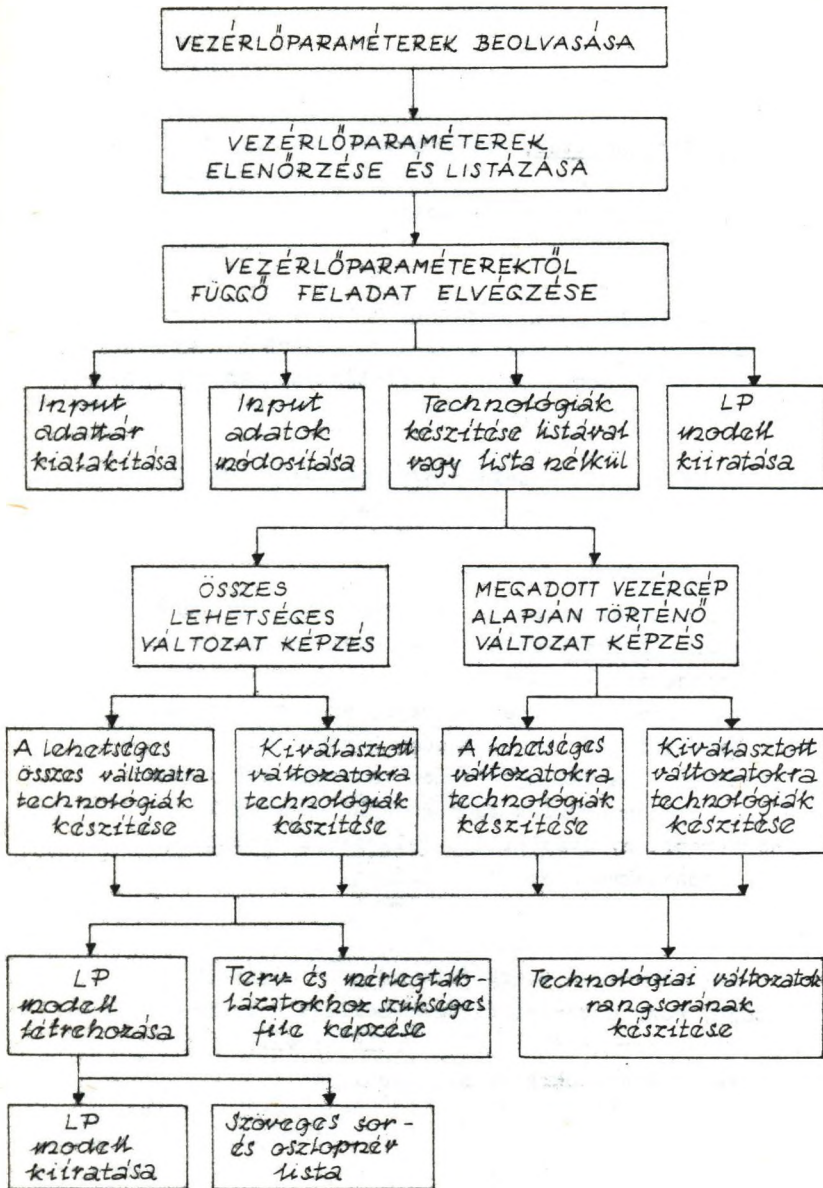 VEZÉRLŐPARAMÉTEREK BEOLVASÁSA
VEZÉRLŐPARAMÉTEREK
ELENŐRZÉSE ÉS LISTÁZÁSA
VEZÉRLŐPARAMÉTEREKTŐL
FÜGGŐ FELADAT ELVÉGZÉSE
Input
adattár
kialakítása
Input
adatok
módosítása
Technológiák
készítése listával
vagy lista nélkül
LP
modell
kiiratása
ÖSSZES
LEHETSÉGES
VÁLTOZAT KÉPZÉS
MEGADOTT VEZÉRGÉP
ALAPJÁN TÖRTÉNŐ
VÁLTOZAT KÉPZÉS
A lehetséges
összes változatra
technológiák
készítése
Kiválasztott
változatokra
technológiák
készítése
A lehetséges
változatokra
technológiák
készítése
Kiválasztott
változatokra
technológiák
készítése
LP
modell
létrehozása
Terv- és mérlegtáb-
lázatokhoz szükséges
file képzése
Technológiai változatok
rangsorának
készítése
LP
modell
kiíratása
Szöveges sor-
és oszlopnév
lista